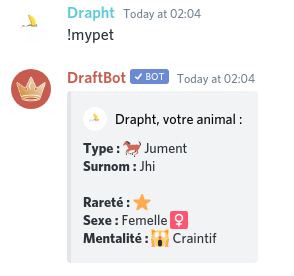 Drapht Today at 02:04
!mypet
DraftBot ✓ BOT Today at 02:04
Drapht, votre animal :
Type : 🐎 Jument
Surnom : Jhi
Rareté : ⭐
Sexe : Femelle ♀
Mentalité : 🙀 Craintif